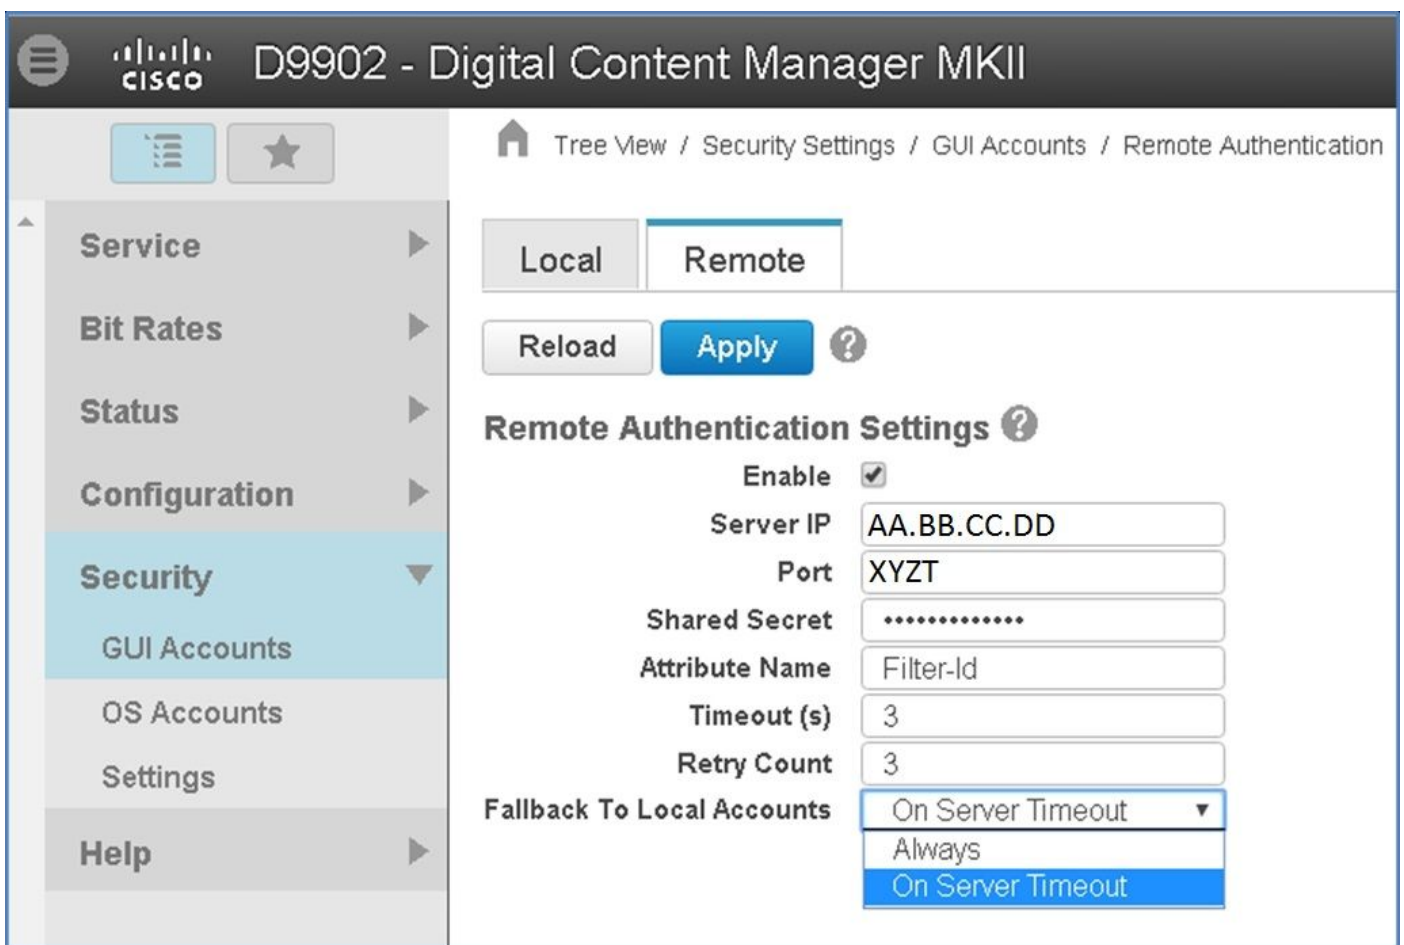 CISCO D9902 - Digital Content Manager MKII
Tree View / Security Settings / GUI Accounts / Remote Authentication
Service
Bit Rates
Status
Configuration
Security
GUI Accounts
OS Accounts
Settings
Help
Local Remote
Reload Apply ?
Remote Authentication Settings ?
Enable
Server IP AA.BB.CC.DD
Port XYZT
Shared Secret •••••••••••••
Attribute Name Filter-Id
Timeout (s) 3
Retry Count 3
Fallback To Local Accounts On Server Timeout
Always
On Server Timeout